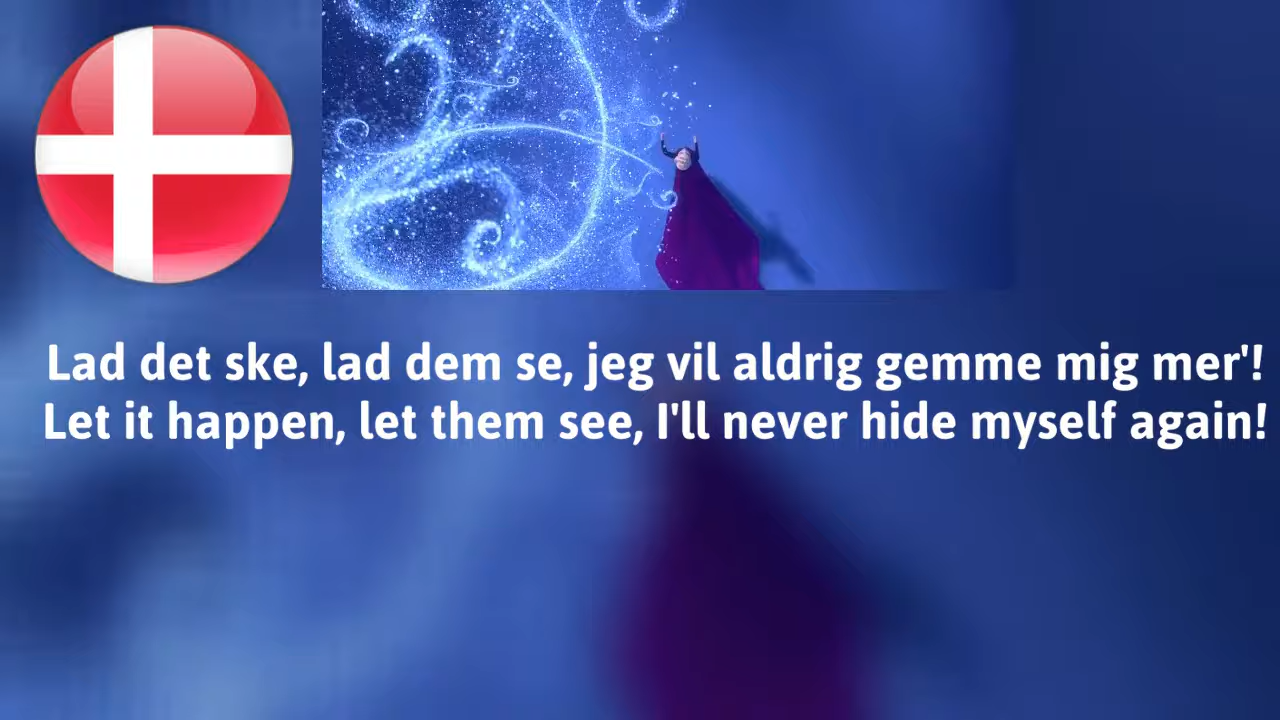 Lad det ske, lad dem se, jeg vil aldrig gemme mig mer'!
Let it happen, let them see, I'll never hide myself again!